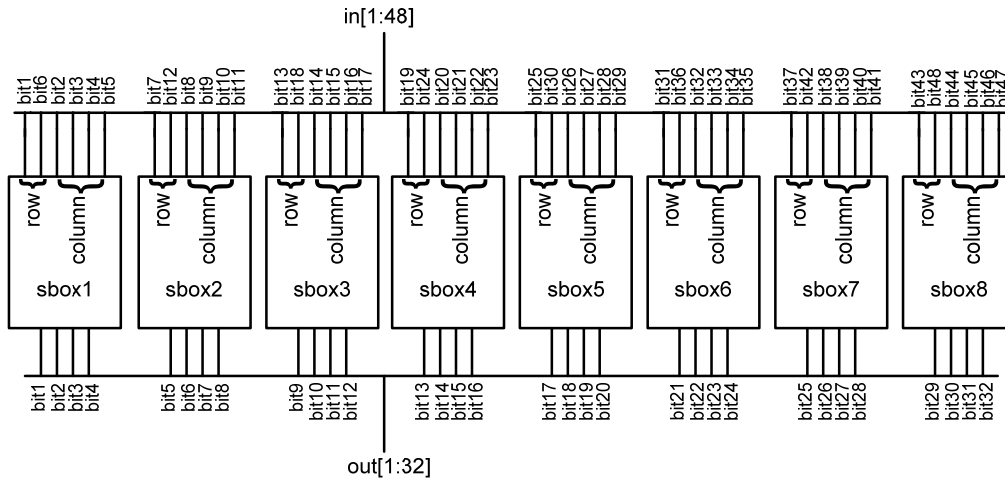 in[1:48]
bit1 bit6 bit2 bit3 bit4 bit5 bit7 bit12 bit8 bit9 bit10 bit11 bit13 bit18 bit14 bit15 bit16 bit17 bit19 bit24 bit20 bit21 bit22 bit23 bit25 bit30 bit26 bit27 bit28 bit29 bit31 bit36 bit32 bit33 bit34 bit35 bit37 bit42 bit38 bit39 bit40 bit41 bit43 bit48 bit44 bit45 bit46 bit47
row column row column row column row column row column row column row column row column
sbox1 sbox2 sbox3 sbox4 sbox5 sbox6 sbox7 sbox8
bit1 bit2 bit3 bit4 bit5 bit6 bit7 bit8 bit9 bit10 bit11 bit12 bit13 bit14 bit15 bit16 bit17 bit18 bit19 bit20 bit21 bit22 bit23 bit24 bit25 bit26 bit27 bit28 bit29 bit30 bit31 bit32
out[1:32]